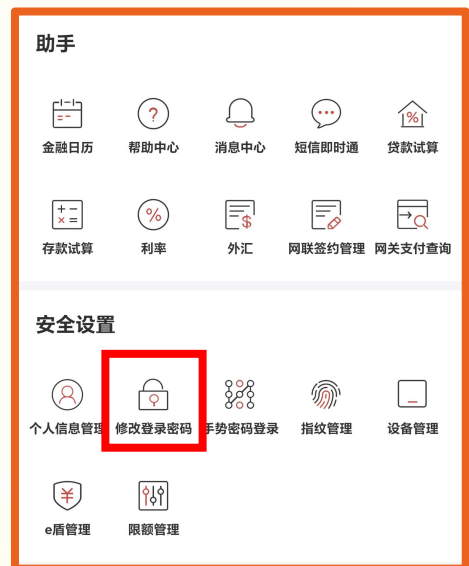 助手
金融日历 帮助中心 消息中心 短信即时通 贷款试算
存款试算 利率 外汇 网联签约管理 网关支付查询
安全设置
个人信息管理 修改登录密码 手势密码登录 指纹管理 设备管理
e盾管理 限额管理